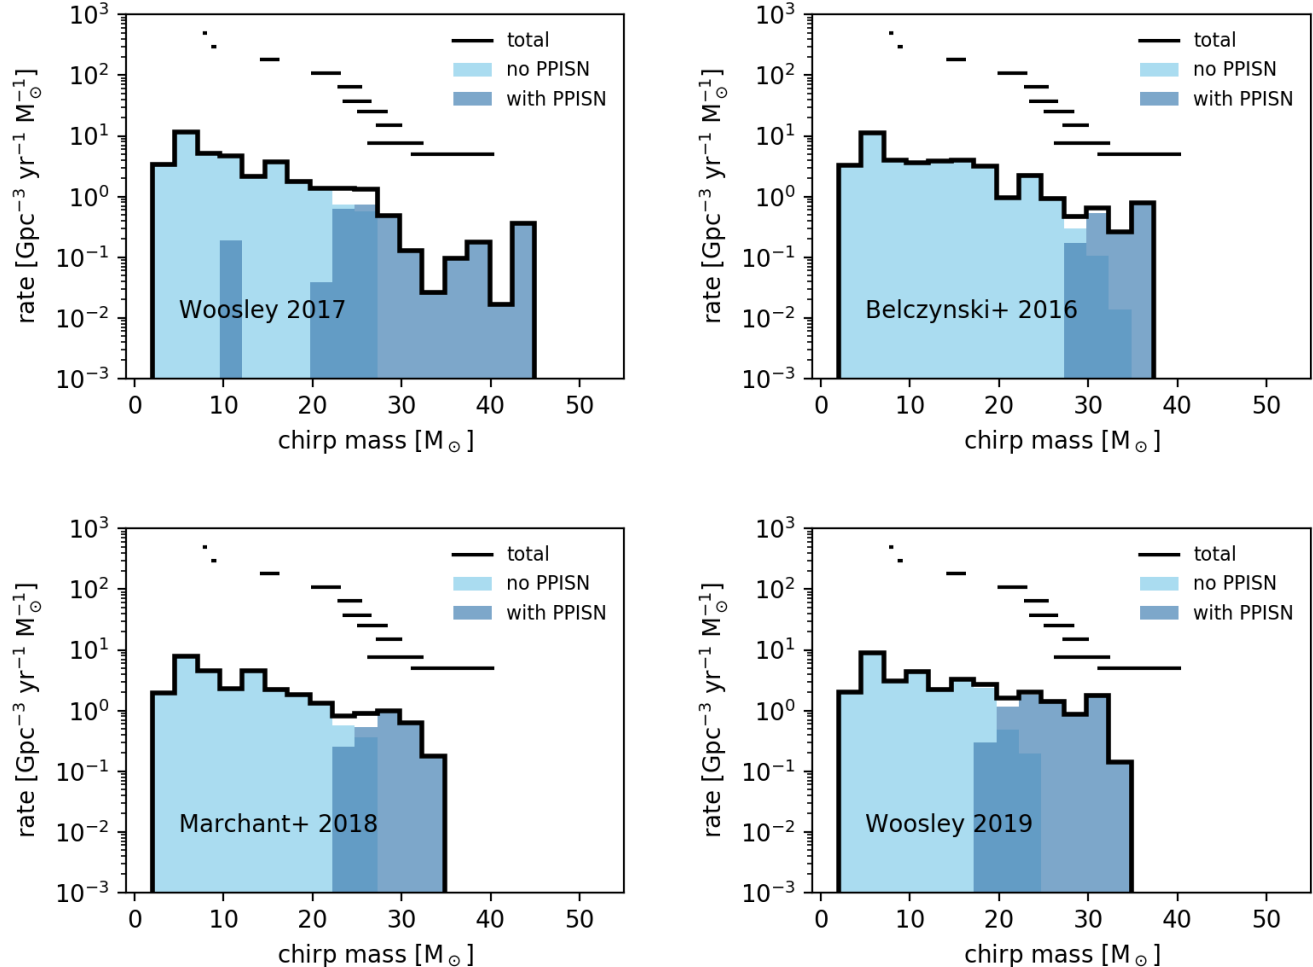 10³
10²
10¹
10⁰
10⁻¹
10⁻²
10⁻³
rate [Gpc⁻³ yr⁻¹ M☉⁻¹]
total
no PPISN
with PPISN
Woosley 2017
0 10 20 30 40 50
chirp mass [M☉]
10³
10²
10¹
10⁰
10⁻¹
10⁻²
10⁻³
rate [Gpc⁻³ yr⁻¹ M☉⁻¹]
total
no PPISN
with PPISN
Belczynski+ 2016
0 10 20 30 40 50
chirp mass [M☉]
10³
10²
10¹
10⁰
10⁻¹
10⁻²
10⁻³
rate [Gpc⁻³ yr⁻¹ M☉⁻¹]
total
no PPISN
with PPISN
Marchant+ 2018
0 10 20 30 40 50
chirp mass [M☉]
10³
10²
10¹
10⁰
10⁻¹
10⁻²
10⁻³
rate [Gpc⁻³ yr⁻¹ M☉⁻¹]
total
no PPISN
with PPISN
Woosley 2019
0 10 20 30 40 50
chirp mass [M☉]